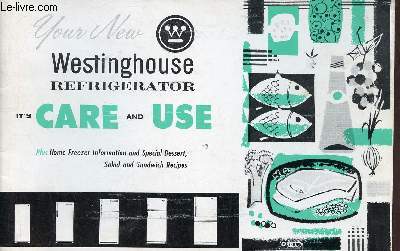 © le-livre.com
Your New
Westinghouse
REFRIGERATOR
IT'S CARE AND USE
Plus Home Freezer Information and Special Dessert,
Salad and Sandwich Recipes